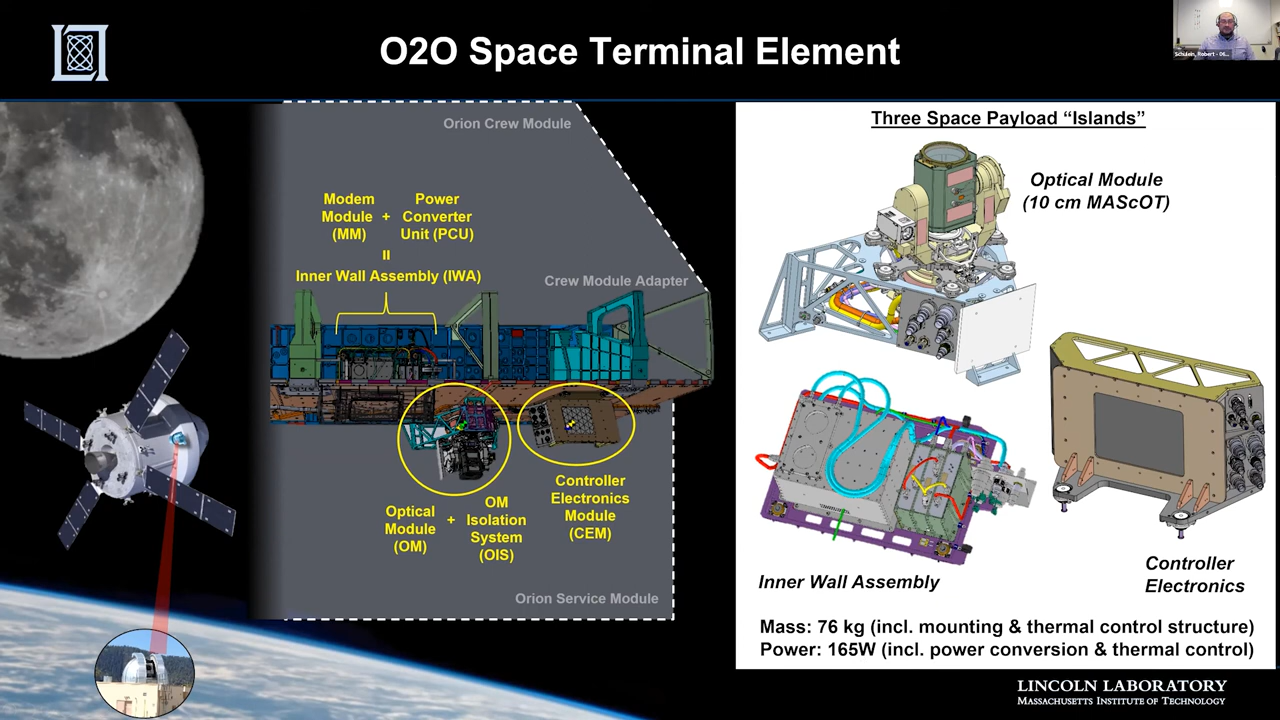 O2O Space Terminal Element
Schulein, Robert - 06...
Orion Crew Module
Modem
Module
(MM)
+
Power
Converter
Unit (PCU)
=
Inner Wall Assembly (IWA)
Crew Module Adapter
Optical
Module
(OM)
+
OM
Isolation
System
(OIS)
Controller
Electronics
Module
(CEM)
Orion Service Module
Three Space Payload “Islands”
Optical Module
(10 cm MAScOT)
Inner Wall Assembly
Controller
Electronics
Mass: 76 kg (incl. mounting & thermal control structure)
Power: 165W (incl. power conversion & thermal control)
LINCOLN LABORATORY
MASSACHUSETTS INSTITUTE OF TECHNOLOGY